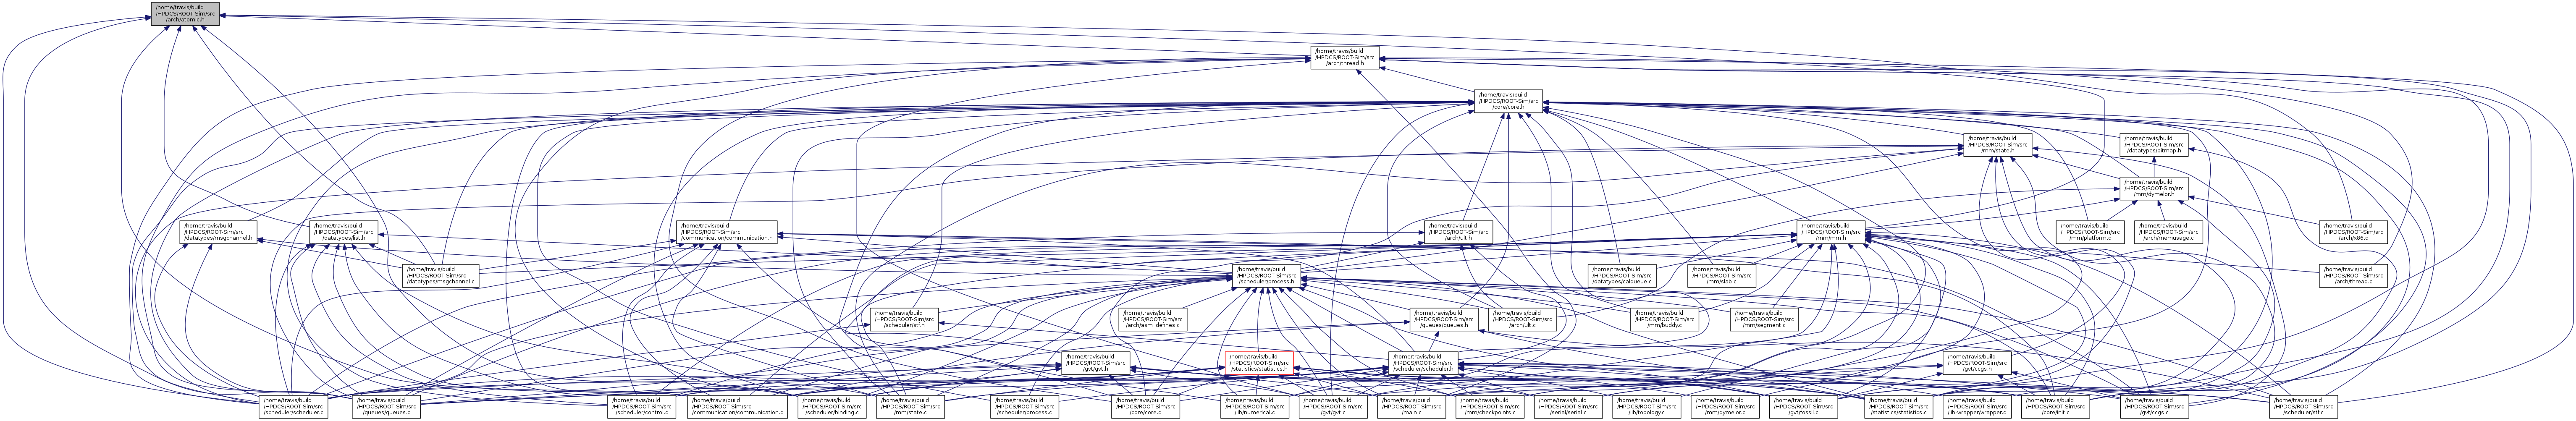 /home/travis/build
/HPDCS/ROOT-Sim/src
/arch/atomic.h
/home/travis/build
/HPDCS/ROOT-Sim/src
/arch/thread.h
/home/travis/build
/HPDCS/ROOT-Sim/src
/core/core.h
/home/travis/build
/HPDCS/ROOT-Sim/src
/mm/state.h
/home/travis/build
/HPDCS/ROOT-Sim/src
/datatypes/bitmap.h
/home/travis/build
/HPDCS/ROOT-Sim/src
/mm/dymelor.h
/home/travis/build
/HPDCS/ROOT-Sim/src
/datatypes/msgchannel.h
/home/travis/build
/HPDCS/ROOT-Sim/src
/datatypes/list.h
/home/travis/build
/HPDCS/ROOT-Sim/src
/communication/communication.h
/home/travis/build
/HPDCS/ROOT-Sim/src
/arch/ult.h
/home/travis/build
/HPDCS/ROOT-Sim/src
/mm/mm.h
/home/travis/build
/HPDCS/ROOT-Sim/src
/mm/platform.c
/home/travis/build
/HPDCS/ROOT-Sim/src
/arch/memusage.c
/home/travis/build
/HPDCS/ROOT-Sim/src
/arch/x86.c
/home/travis/build
/HPDCS/ROOT-Sim/src
/datatypes/msgchannel.c
/home/travis/build
/HPDCS/ROOT-Sim/src
/scheduler/process.h
/home/travis/build
/HPDCS/ROOT-Sim/src
/datatypes/calqueue.c
/home/travis/build
/HPDCS/ROOT-Sim/src
/mm/slab.c
/home/travis/build
/HPDCS/ROOT-Sim/src
/arch/thread.c
/home/travis/build
/HPDCS/ROOT-Sim/src
/scheduler/stf.h
/home/travis/build
/HPDCS/ROOT-Sim/src
/arch/asm_defines.c
/home/travis/build
/HPDCS/ROOT-Sim/src
/queues/queues.h
/home/travis/build
/HPDCS/ROOT-Sim/src
/arch/ult.c
/home/travis/build
/HPDCS/ROOT-Sim/src
/mm/buddy.c
/home/travis/build
/HPDCS/ROOT-Sim/src
/mm/segment.c
/home/travis/build
/HPDCS/ROOT-Sim/src
/gvt/gvt.h
/home/travis/build
/HPDCS/ROOT-Sim/src
/statistics/statistics.h
/home/travis/build
/HPDCS/ROOT-Sim/src
/scheduler/scheduler.h
/home/travis/build
/HPDCS/ROOT-Sim/src
/gvt/ccgs.h
/home/travis/build
/HPDCS/ROOT-Sim/src
/scheduler/scheduler.c
/home/travis/build
/HPDCS/ROOT-Sim/src
/queues/queues.c
/home/travis/build
/HPDCS/ROOT-Sim/src
/scheduler/control.c
/home/travis/build
/HPDCS/ROOT-Sim/src
/communication/communication.c
/home/travis/build
/HPDCS/ROOT-Sim/src
/scheduler/binding.c
/home/travis/build
/HPDCS/ROOT-Sim/src
/mm/state.c
/home/travis/build
/HPDCS/ROOT-Sim/src
/scheduler/process.c
/home/travis/build
/HPDCS/ROOT-Sim/src
/core/core.c
/home/travis/build
/HPDCS/ROOT-Sim/src
/lib/numerical.c
/home/travis/build
/HPDCS/ROOT-Sim/src
/gvt/gvt.c
/home/travis/build
/HPDCS/ROOT-Sim/src
/main.c
/home/travis/build
/HPDCS/ROOT-Sim/src
/mm/checkpoints.c
/home/travis/build
/HPDCS/ROOT-Sim/src
/serial/serial.c
/home/travis/build
/HPDCS/ROOT-Sim/src
/lib/topology.c
/home/travis/build
/HPDCS/ROOT-Sim/src
/mm/dymelor.c
/home/travis/build
/HPDCS/ROOT-Sim/src
/gvt/fossil.c
/home/travis/build
/HPDCS/ROOT-Sim/src
/statistics/statistics.c
/home/travis/build
/HPDCS/ROOT-Sim/src
/lib-wrapper/wrapper.c
/home/travis/build
/HPDCS/ROOT-Sim/src
/core/init.c
/home/travis/build
/HPDCS/ROOT-Sim/src
/gvt/ccgs.c
/home/travis/build
/HPDCS/ROOT-Sim/src
/scheduler/stf.c